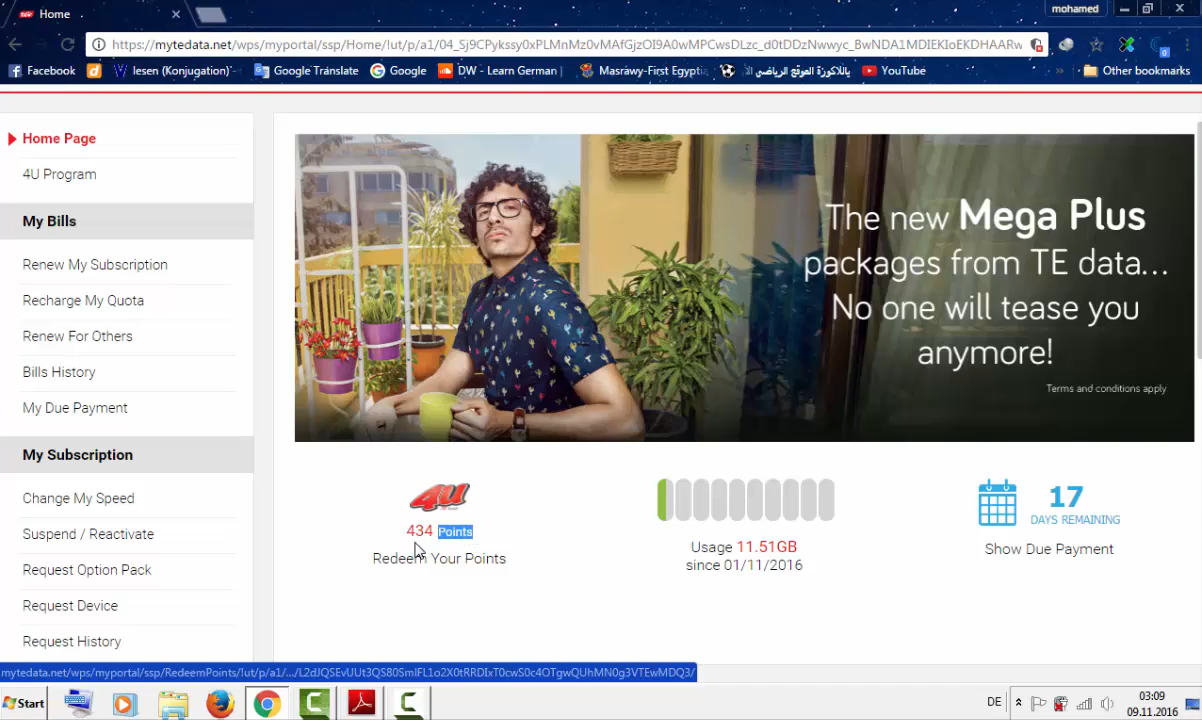 Home
mohamed
https://mytedata.net/wps/myportal/ssp/Home/!ut/p/a1/04_Sj9CPykssy0xPLMnMz0vMAfGjzOI9A0wMPCwsDLzc_d0tDDzNwwyc_BwNDA1MDIEKIoEKDHAARw
Facebook
lesen (Konjugation) -
Google Translate
Google
DW - Learn German |
Masrawy-First Egypti
ياللاكورة الموقع الرياضي ال
YouTube
Other bookmarks
Home Page
4U Program
My Bills
Renew My Subscription
Recharge My Quota
Renew For Others
Bills History
My Due Payment
My Subscription
Change My Speed
Suspend / Reactivate
Request Option Pack
Request Device
Request History
The new Mega Plus
packages from TE data...
No one will tease you
anymore!
Terms and conditions apply
4U
434 Points
Redeem Your Points
Usage 11.51GB
since 01/11/2016
17
DAYS REMAINING
Show Due Payment
mytedata.net/wps/myportal/ssp/RedeemPoints/!ut/p/a1/.../L2dJQSEvUUt3QS80SmlFL1o2X0tRRDIxT0cwS0c4OTgwQUhMN0g3VTEwMDQ3/
Start
DE
03:09
09.11.2016